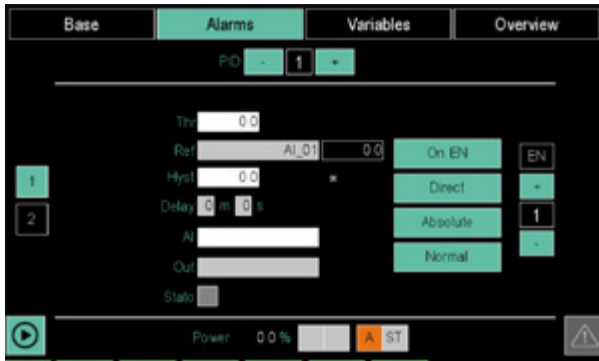 Base Alarms Variables Overview
PID - 1 +
Thr 0.0
Ref AI_01 0.0 On EN EN
1 Hyst 0.0 * Direct +
2 Delay 0 m 0 s Absolute 1
AI Normal -
Out
Stato
Power 0.0 % A ST